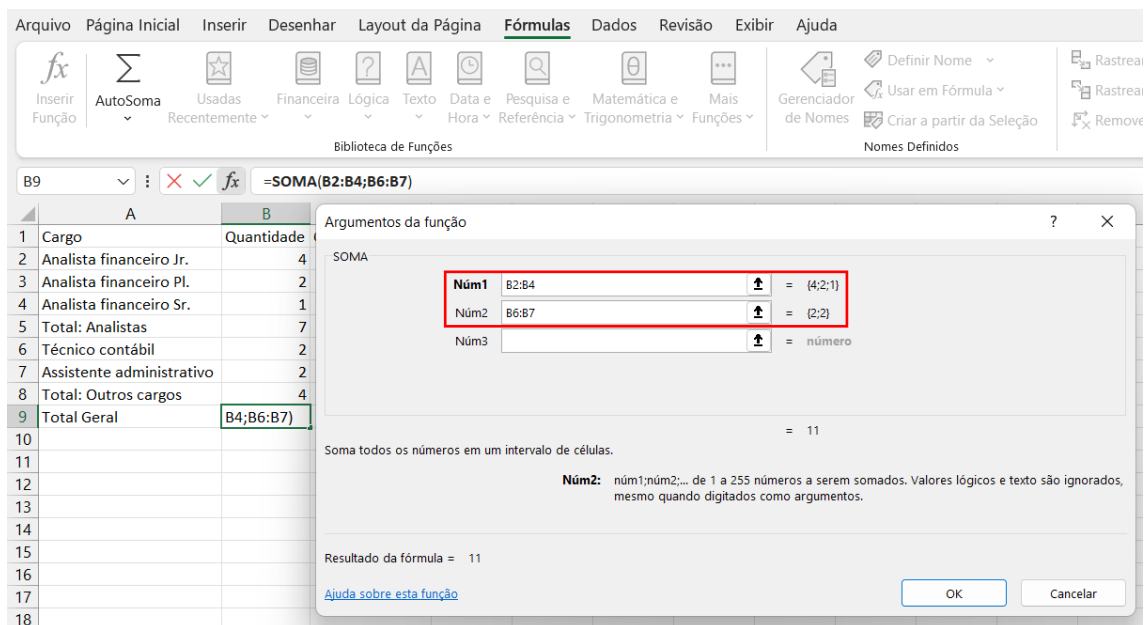 Arquivo Página Inicial Inserir Desenhar Layout da Página Fórmulas Dados Revisão Exibir Ajuda
fx
Inserir Função
AutoSoma
Usadas Recentemente
Financeira
Lógica
Texto
Data e Hora
Pesquisa e Referência
Matemática e Trigonometria
Mais Funções
Biblioteca de Funções
Gerenciador de Nomes
Definir Nome
Usar em Fórmula
Criar a partir da Seleção
Nomes Definidos
Rastrear
Rastrear
Remove
B9 fx =SOMA(B2:B4;B6:B7)
A B
1 Cargo Quantidade
2 Analista financeiro Jr. 4
3 Analista financeiro Pl. 2
4 Analista financeiro Sr. 1
5 Total: Analistas 7
6 Técnico contábil 2
7 Assistente administrativo 2
8 Total: Outros cargos 4
9 Total Geral B4;B6:B7)
10
11
12
13
14
15
16
17
18
Argumentos da função ?
SOMA
Núm1 B2:B4 = {4;2;1}
Núm2 B6:B7 = {2;2}
Núm3 = número
= 11
Soma todos os números em um intervalo de células.
Núm2: núm1;núm2;... de 1 a 255 números a serem somados. Valores lógicos e texto são ignorados,
mesmo quando digitados como argumentos.
Resultado da fórmula = 11
Ajuda sobre esta função
OK Cancelar